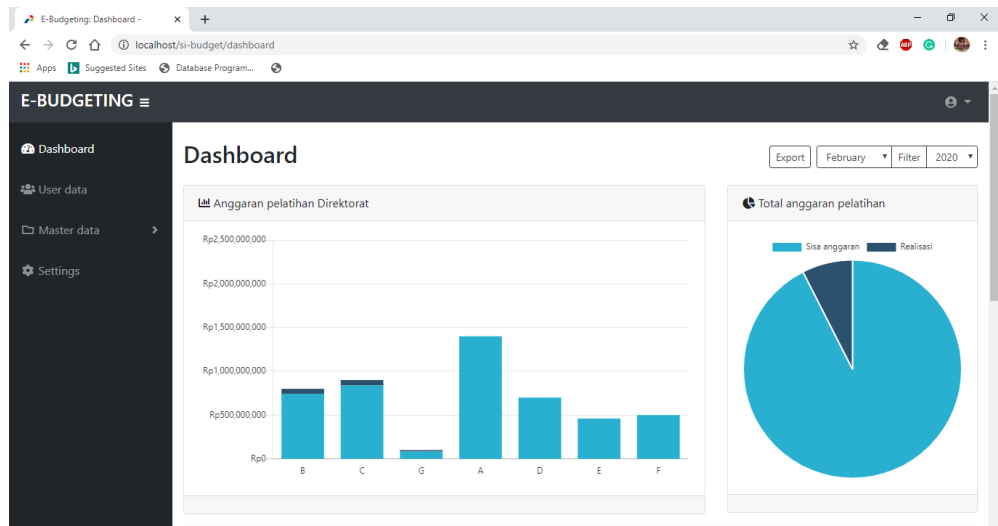 E-Budgeting: Dashboard -
localhost/si-budget/dashboard
ABP
G
Apps
b
Suggested Sites
Database Program...
E-BUDGETING
Dashboard
User data
Master data
Settings
Dashboard
Export
February
Filter
2020
Anggaran pelatihan Direktorat
Rp2,500,000,000
Rp2,000,000,000
Rp1,500,000,000
Rp1,000,000,000
Rp500,000,000
Rp0
B C G A D E F
Total anggaran pelatihan
Sisa anggaran Realisasi